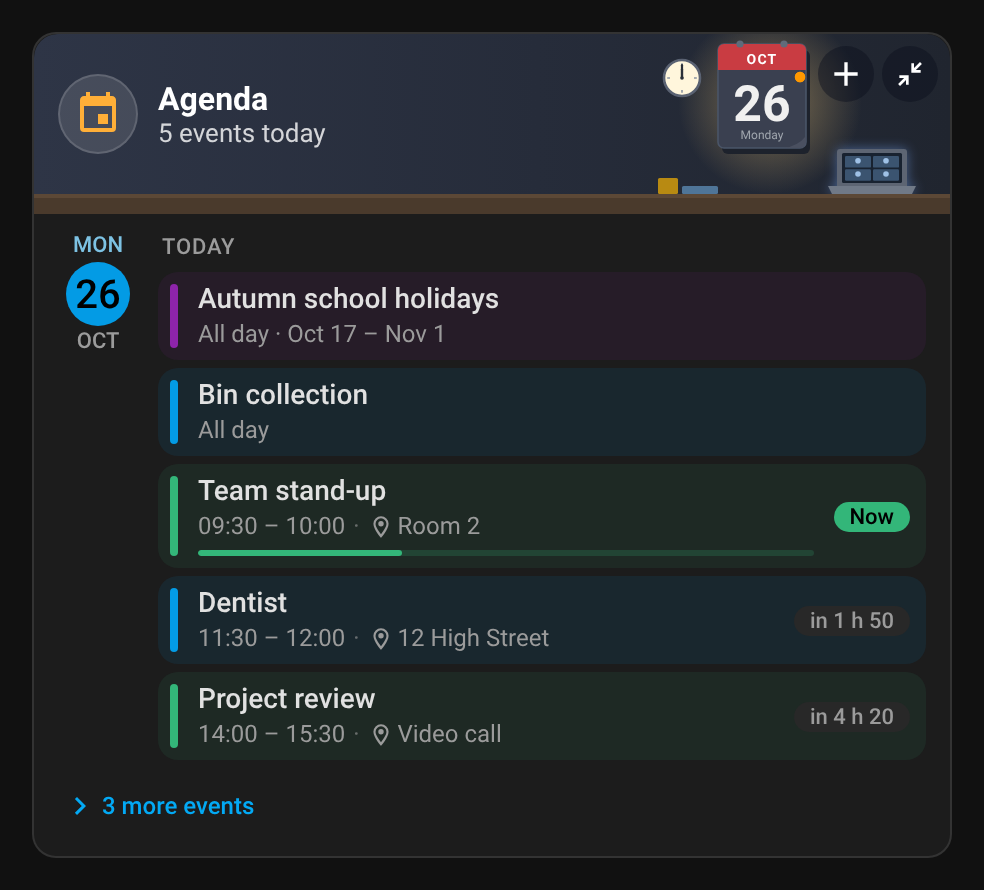 Agenda
5 events today
OCT
26
Monday
MON
26
OCT
TODAY
Autumn school holidays
All day · Oct 17 – Nov 1
Bin collection
All day
Team stand-up
09:30 – 10:00 · Room 2
Now
Dentist
11:30 – 12:00 · 12 High Street
in 1 h 50
Project review
14:00 – 15:30 · Video call
in 4 h 20
3 more events